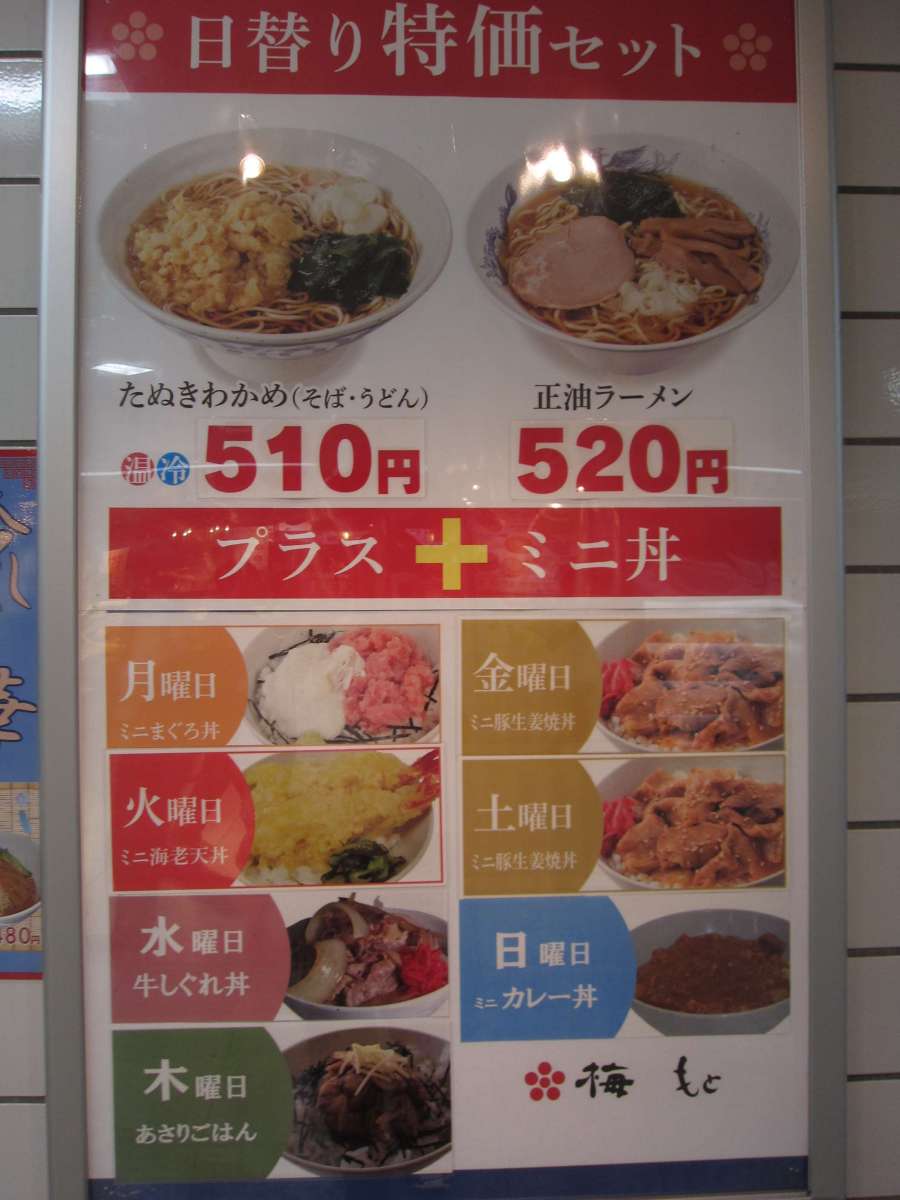 日替り特価セット
たぬきわかめ(そば・うどん)
温 冷 510円
正油ラーメン
520円
プラス + ミニ丼
月曜日
ミニまぐろ丼
火曜日
ミニ海老天丼
水曜日
牛しぐれ丼
木曜日
あさりごはん
金曜日
ミニ豚生姜焼丼
土曜日
ミニ豚生姜焼丼
日曜日
ミニカレー丼
梅もと
480円